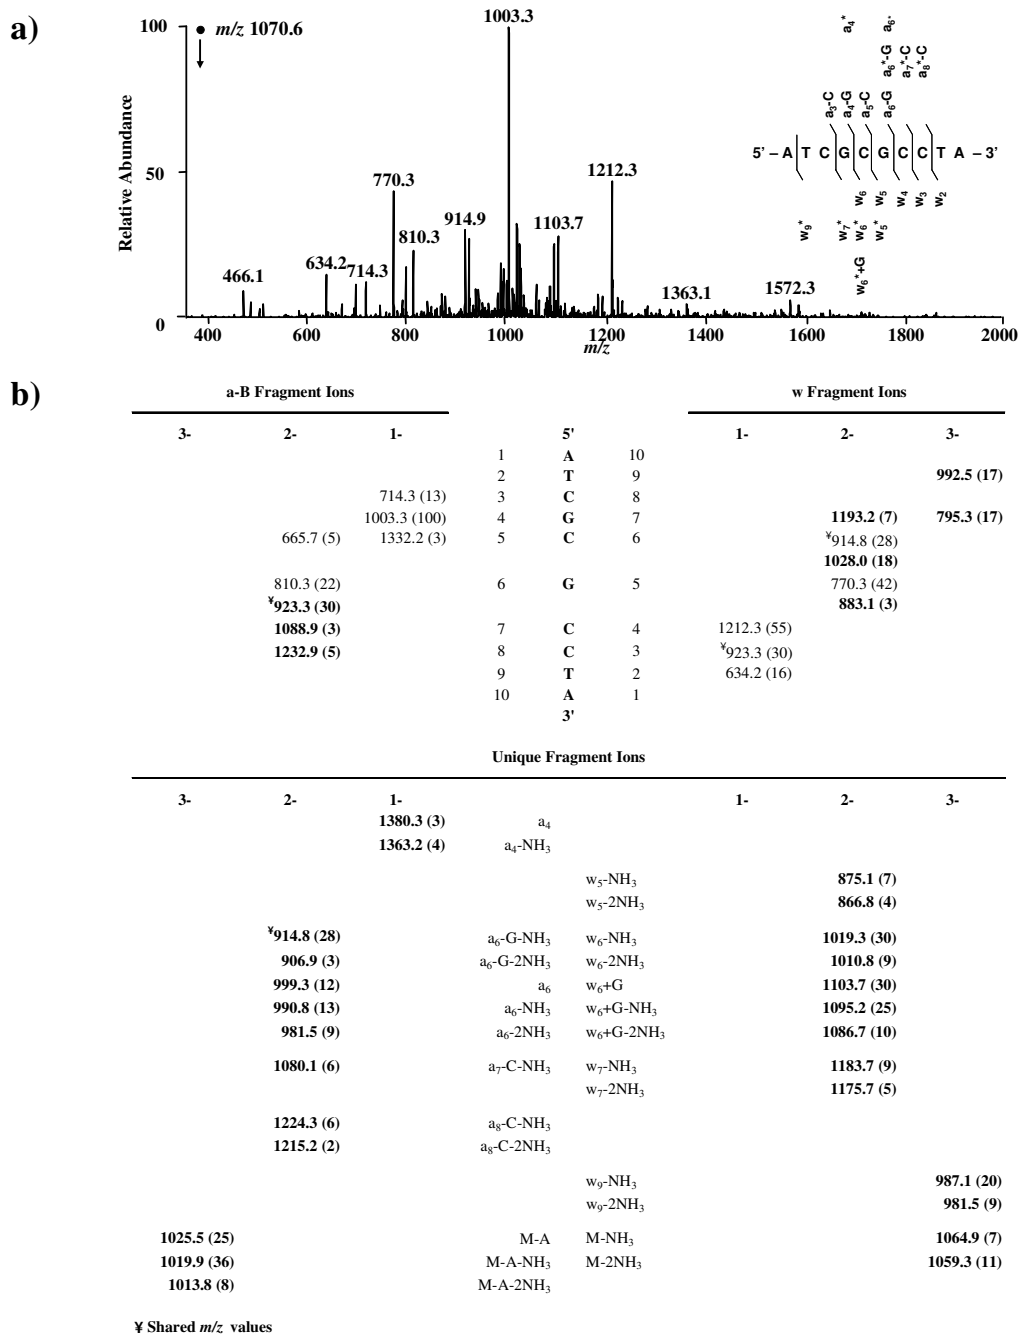 a)
● m/z 1070.6
Relative Abundance
100
50
0
466.1
634.2
714.3
770.3
810.3
914.9
1003.3
1103.7
1212.3
1363.1
1572.3
400 600 800 1000 1200 1400 1600 1800 2000
m/z
a4* a6*
a6*-G a7*-C a8*-C
a3-C a4-G a5-C a6-G
5' – A T C G C G C C T A – 3'
w6 w5 w4 w3 w2
w9* w7* w6* w5*
w6*+G
b)
a-B Fragment Ions w Fragment Ions
3- 2- 1- 5' 1- 2- 3-
1 A 10
2 T 9 992.5 (17)
714.3 (13) 3 C 8
1003.3 (100) 4 G 7 1193.2 (7) 795.3 (17)
665.7 (5) 1332.2 (3) 5 C 6 ¥914.8 (28)
1028.0 (18)
810.3 (22) 6 G 5 770.3 (42)
¥923.3 (30) 883.1 (3)
1088.9 (3) 7 C 4 1212.3 (55)
1232.9 (5) 8 C 3 ¥923.3 (30)
9 T 2 634.2 (16)
10 A 1
3'
Unique Fragment Ions
3- 2- 1- 1- 2- 3-
1380.3 (3) a4
1363.2 (4) a4-NH3
w5-NH3 875.1 (7)
w5-2NH3 866.8 (4)
¥914.8 (28) a6-G-NH3 w6-NH3 1019.3 (30)
906.9 (3) a6-G-2NH3 w6-2NH3 1010.8 (9)
999.3 (12) a6 w6+G 1103.7 (30)
990.8 (13) a6-NH3 w6+G-NH3 1095.2 (25)
981.5 (9) a6-2NH3 w6+G-2NH3 1086.7 (10)
1080.1 (6) a7-C-NH3 w7-NH3 1183.7 (9)
w7-2NH3 1175.7 (5)
1224.3 (6) a8-C-NH3
1215.2 (2) a8-C-2NH3
w9-NH3 987.1 (20)
w9-2NH3 981.5 (9)
1025.5 (25) M-A M-NH3 1064.9 (7)
1019.9 (36) M-A-NH3 M-2NH3 1059.3 (11)
1013.8 (8) M-A-2NH3
¥ Shared m/z values